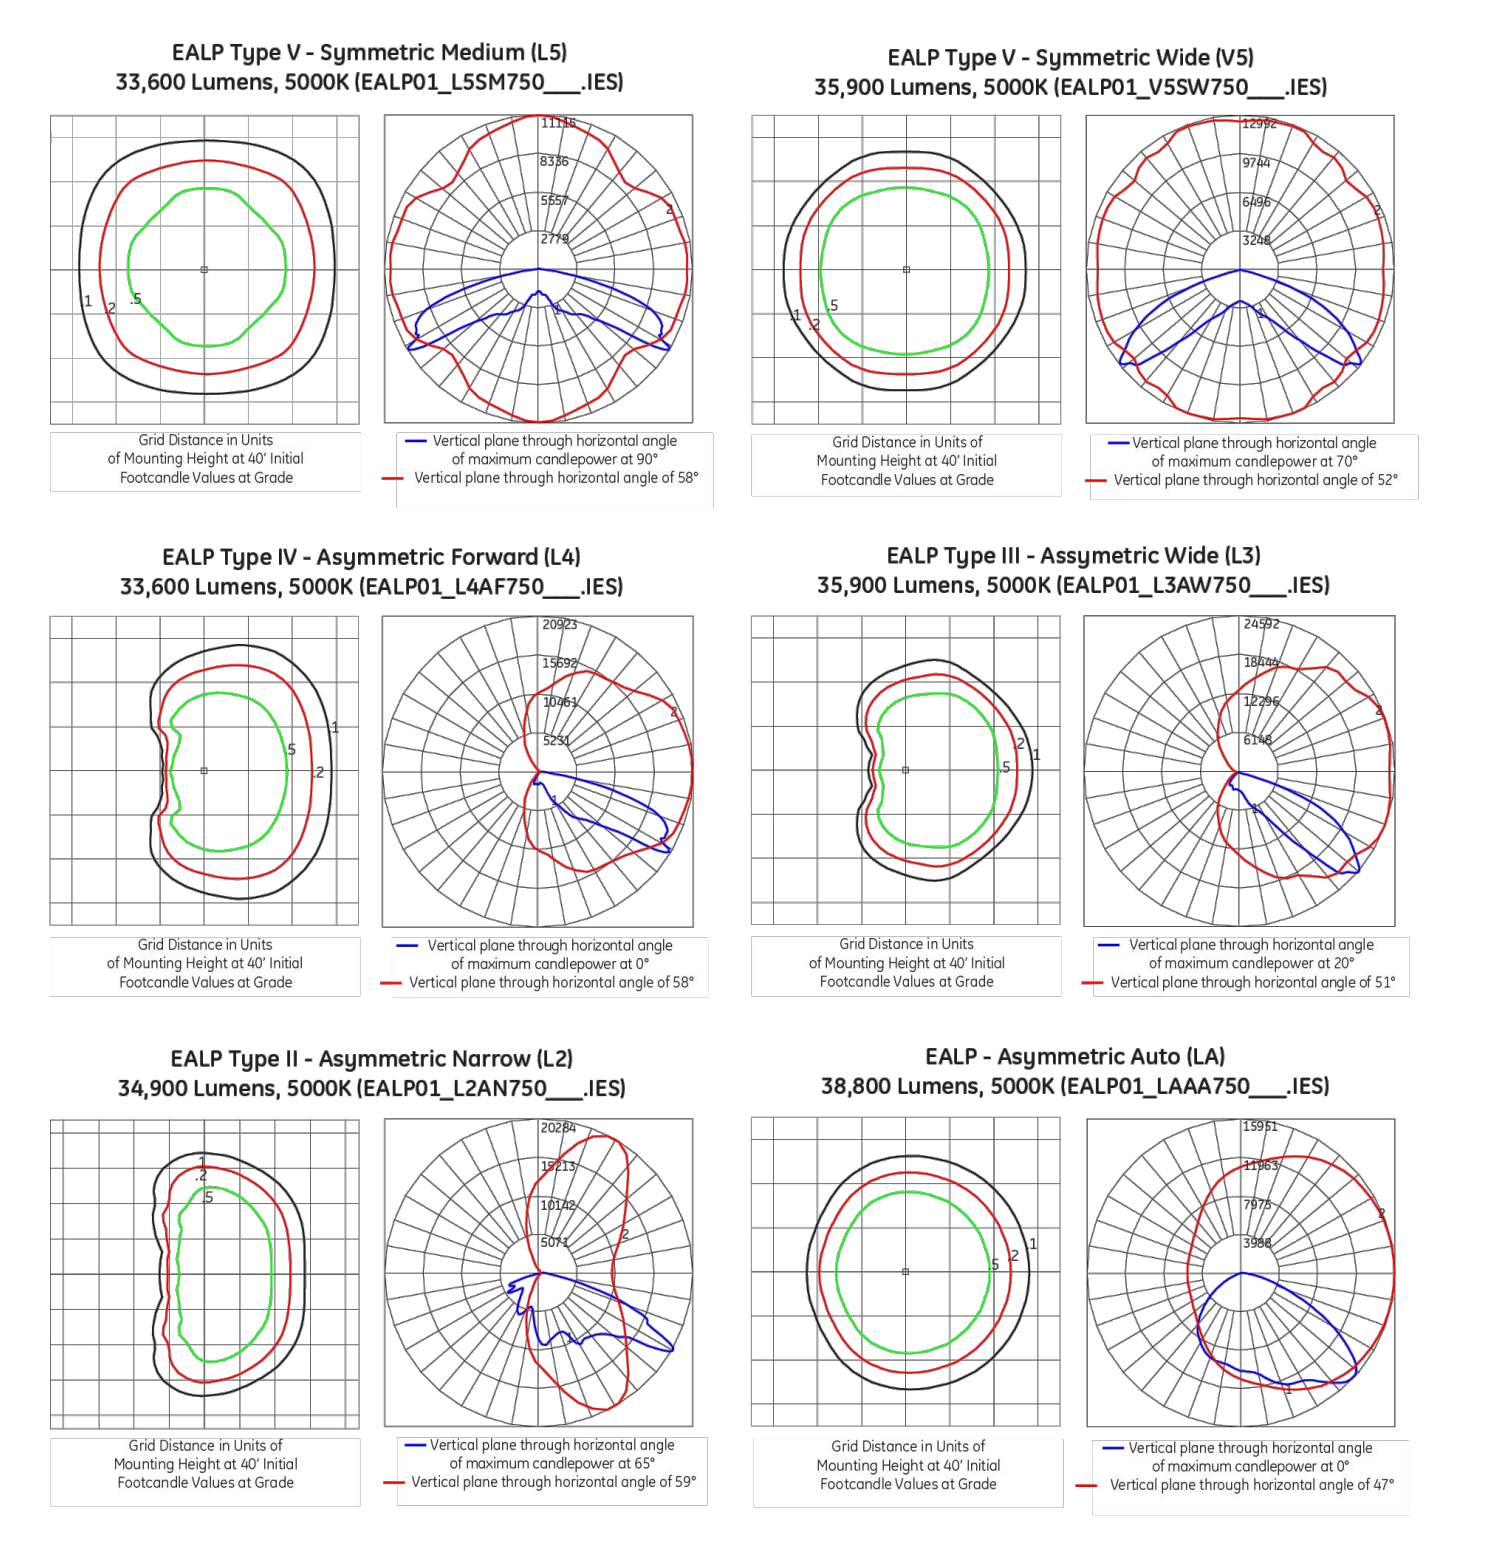 EALP Type V - Symmetric Medium (L5)
33,600 Lumens, 5000K (EALP01_L5SM750___.IES)
11115
8336
5557
2779
2
1
.1
.2
.5
Grid Distance in Units
of Mounting Height at 40' Initial
Footcandle Values at Grade
Vertical plane through horizontal angle
of maximum candlepower at 90°
Vertical plane through horizontal angle of 58°
EALP Type V - Symmetric Wide (V5)
35,900 Lumens, 5000K (EALP01_V5SW750___.IES)
12992
9744
6496
3248
2
1
.5
.1
.2
Grid Distance in Units of
Mounting Height at 40' Initial
Footcandle Values at Grade
Vertical plane through horizontal angle
of maximum candlepower at 70°
Vertical plane through horizontal angle of 52°
EALP Type IV - Asymmetric Forward (L4)
33,600 Lumens, 5000K (EALP01_L4AF750___.IES)
20923
15692
10461
5231
2
1
.1
.5
.2
Grid Distance in Units
of Mounting Height at 40' Initial
Footcandle Values at Grade
Vertical plane through horizontal angle
of maximum candlepower at 0°
Vertical plane through horizontal angle of 58°
EALP Type III - Assymetric Wide (L3)
35,900 Lumens, 5000K (EALP01_L3AW750___.IES)
24592
18444
12296
6148
2
1
.2
.1
.5
Grid Distance in Units
of Mounting Height at 40' Initial
Footcandle Values at Grade
Vertical plane through horizontal angle
of maximum candlepower at 20°
Vertical plane through horizontal angle of 51°
EALP Type II - Asymmetric Narrow (L2)
34,900 Lumens, 5000K (EALP01_L2AN750___.IES)
20284
15213
10142
5071
2
1
.1
.2
.5
Grid Distance in Units of
Mounting Height at 40' Initial
Footcandle Values at Grade
Vertical plane through horizontal angle
of maximum candlepower at 65°
Vertical plane through horizontal angle of 59°
EALP - Asymmetric Auto (LA)
38,800 Lumens, 5000K (EALP01_LAAA750___.IES)
15951
11963
7975
3988
2
1
.1
.2
.5
Grid Distance in Units of
Mounting Height at 40' Initial
Footcandle Values at Grade
Vertical plane through horizontal angle
of maximum candlepower at 0°
Vertical plane through horizontal angle of 47°